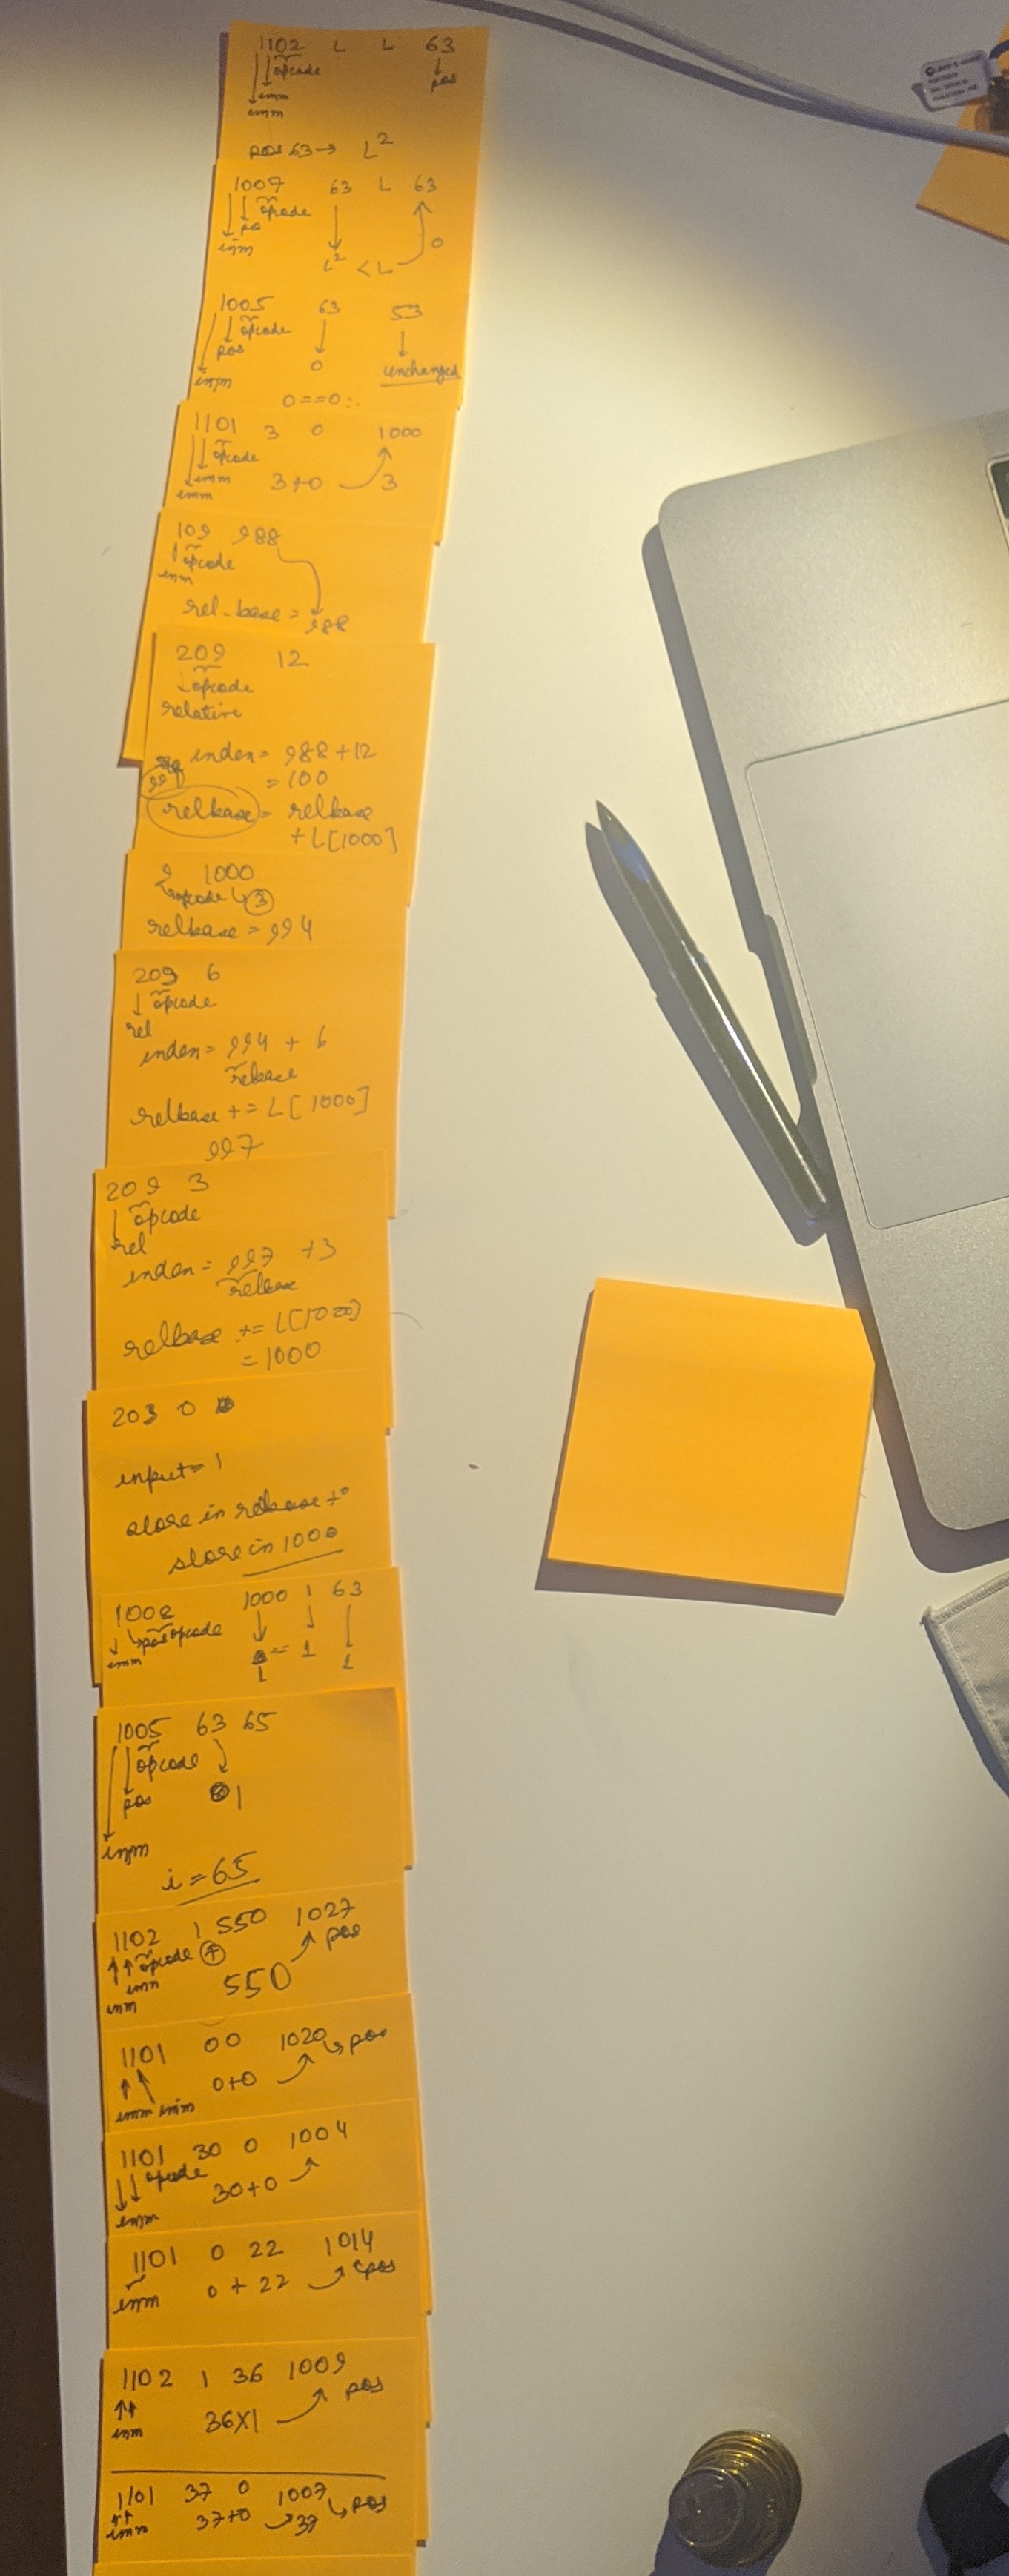 1102 L L 63
opcode pos
imm
imm
pos 63 → L²
1007 63 L 63
opcode
pos
imm 0
L² < L
1005 63 53
opcode
pos
0 unchanged
imm
0==0 ∴
1101 3 0 1000
opcode
imm 3+0 3
imm
109 988
opcode
imm
rel-base = 988
209 12
opcode
relative
index = 988+12
= 100
991
relbase = relbase
+ L[1000]
9 1000
opcode 3
relbase = 994
209 6
opcode
rel
index = 994 + 6
relbase
relbase += L[1000]
997
209 3
opcode
rel
index = 997 +3
relbase
relbase += L[1000]
= 1000
203 0
input = 1
store in relbase +0
store in 1000
1008 1000 1 63
pos opcode
imm == 1 1
1
1005 63 65
opcode
pos 1
imm
i = 65
1102 1 550 1027
opcode pos
imm 550
imm
1101 0 0 1020 pos
0+0
imm imm
1101 30 0 1004
opcode
30+0
imm
1101 0 22 1014
imm 0 + 22 pos
1102 1 36 1009
pos
imm 36X1
1101 37 0 1007
imm 37+0 37 pos